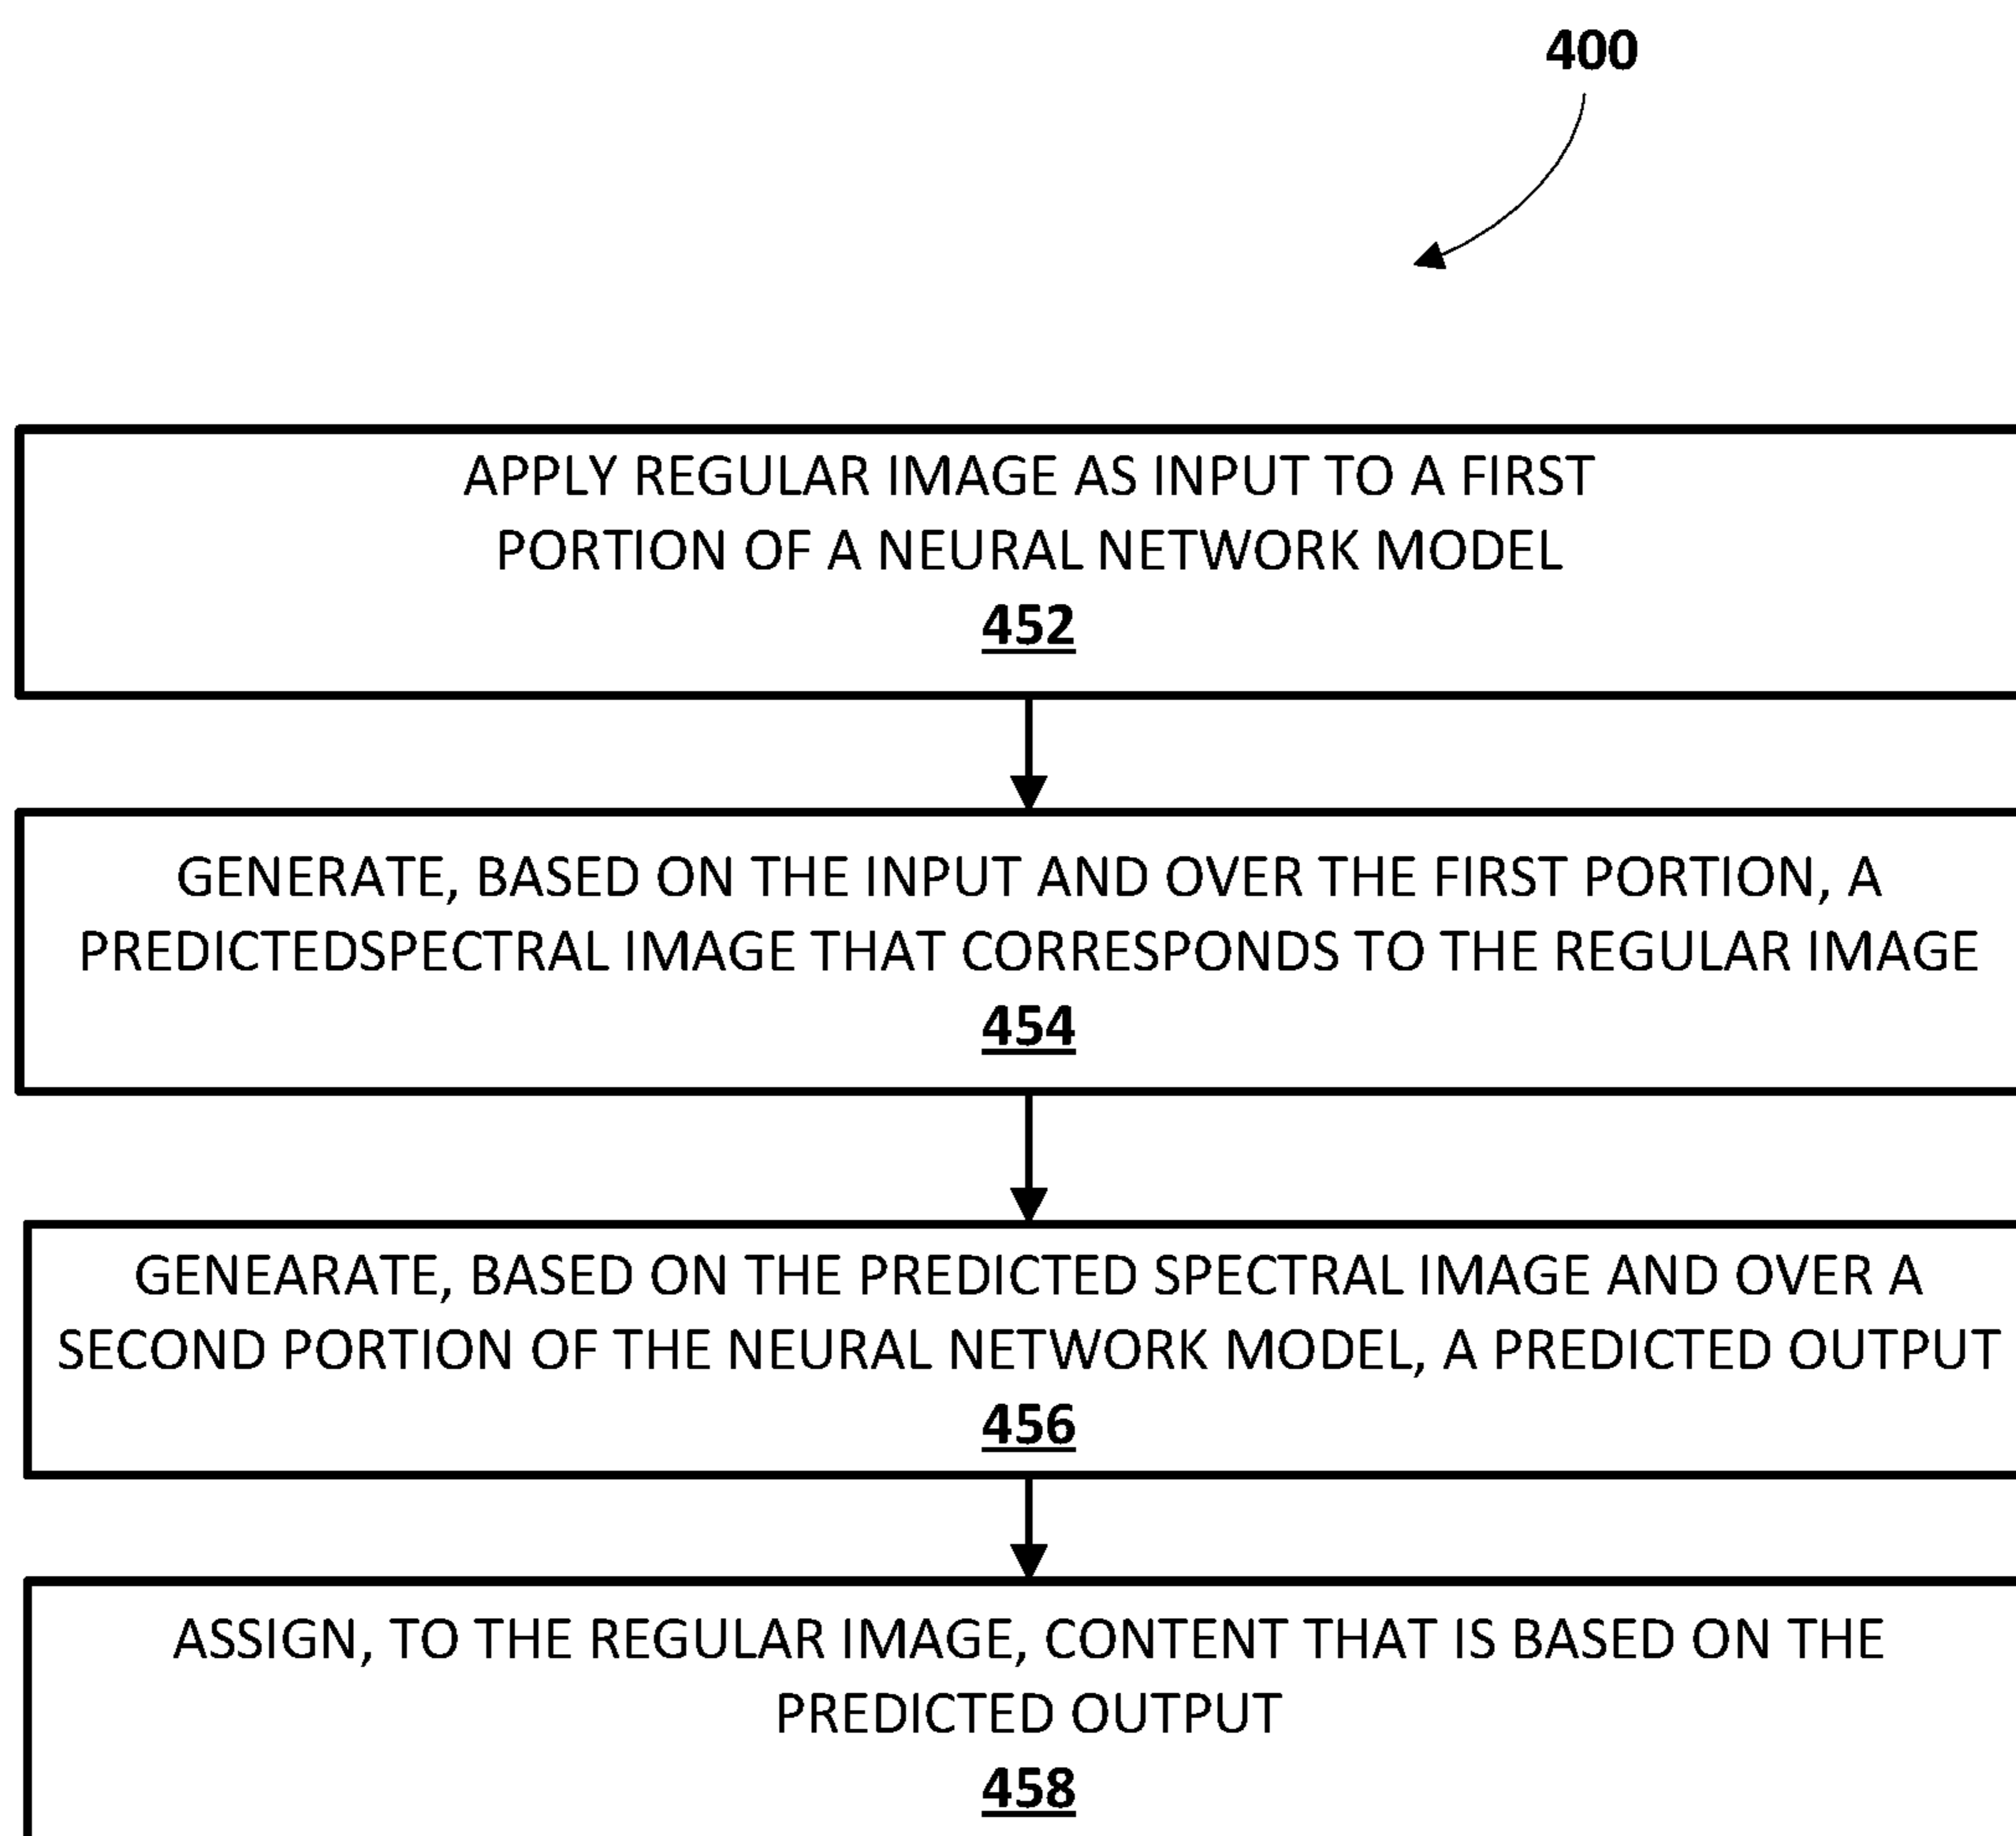 400
APPLY REGULAR IMAGE AS INPUT TO A FIRST
PORTION OF A NEURAL NETWORK MODEL
452
GENERATE, BASED ON THE INPUT AND OVER THE FIRST PORTION, A
PREDICTEDSPECTRAL IMAGE THAT CORRESPONDS TO THE REGULAR IMAGE
454
GENEARATE, BASED ON THE PREDICTED SPECTRAL IMAGE AND OVER A
SECOND PORTION OF THE NEURAL NETWORK MODEL, A PREDICTED OUTPUT
456
ASSIGN, TO THE REGULAR IMAGE, CONTENT THAT IS BASED ON THE
PREDICTED OUTPUT
458